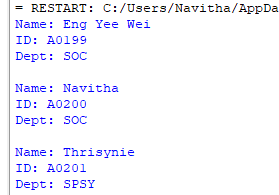 = RESTART: C:/Users/Navitha/AppDa
Name: Eng Yee Wei
ID: A0199
Dept: SOC
Name: Navitha
ID: A0200
Dept: SOC
Name: Thrisynie
ID: A0201
Dept: SPSY